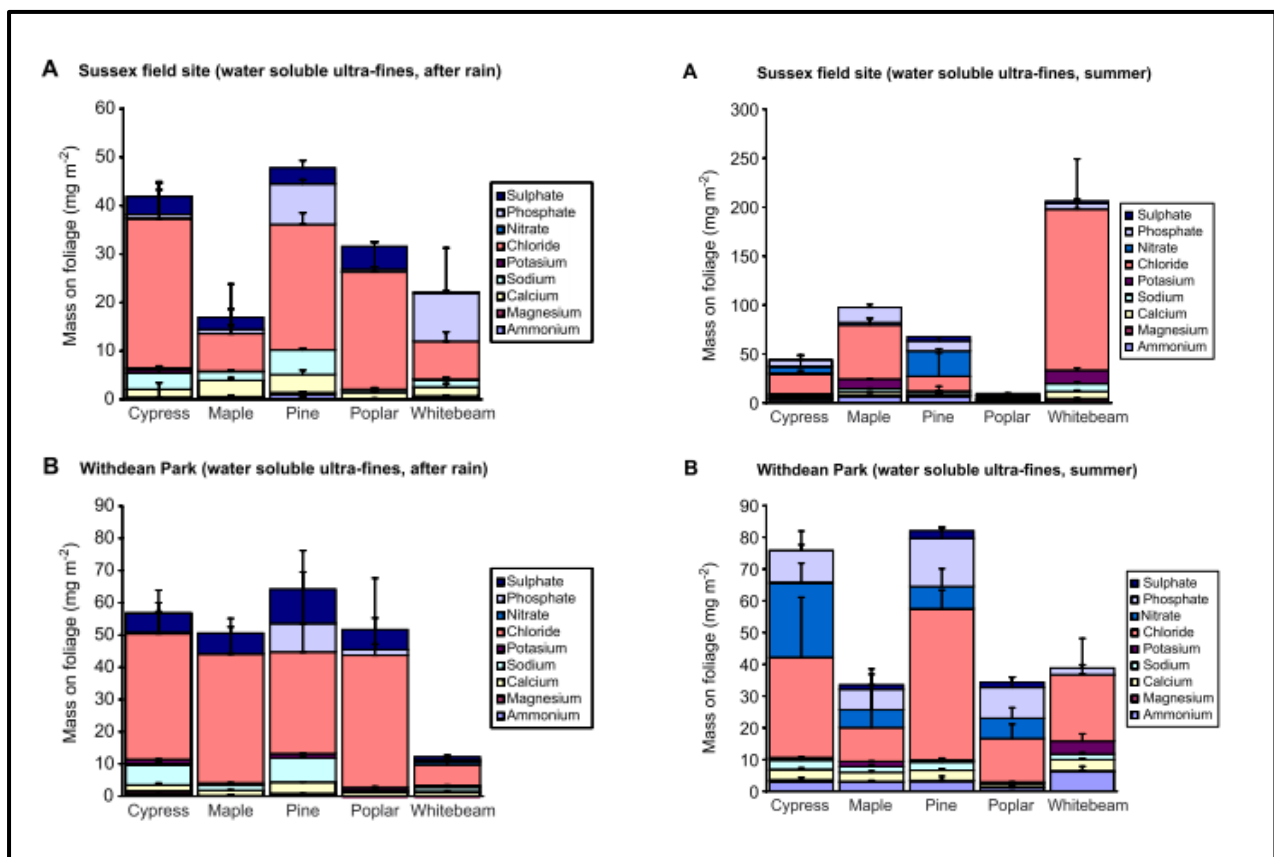 A Sussex field site (water soluble ultra-fines, after rain)
Mass on foliage (mg m⁻²)
60
50
40
30
20
10
0
Cypress Maple Pine Poplar Whitebeam
Sulphate
Phosphate
Nitrate
Chloride
Potasium
Sodium
Calcium
Magnesium
Ammonium
A Sussex field site (water soluble ultra-fines, summer)
Mass on foliage (mg m⁻²)
300
250
200
150
100
50
0
Cypress Maple Pine Poplar Whitebeam
Sulphate
Phosphate
Nitrate
Chloride
Potasium
Sodium
Calcium
Magnesium
Ammonium
B Withdean Park (water soluble ultra-fines, after rain)
Mass on foliage (mg m⁻²)
90
80
70
60
50
40
30
20
10
0
Cypress Maple Pine Poplar Whitebeam
Sulphate
Phosphate
Nitrate
Chloride
Potasium
Sodium
Calcium
Magnesium
Ammonium
B Withdean Park (water soluble ultra-fines, summer)
Mass on foliage (mg m⁻²)
90
80
70
60
50
40
30
20
10
0
Cypress Maple Pine Poplar Whitebeam
Sulphate
Phosphate
Nitrate
Chloride
Potasium
Sodium
Calcium
Magnesium
Ammonium